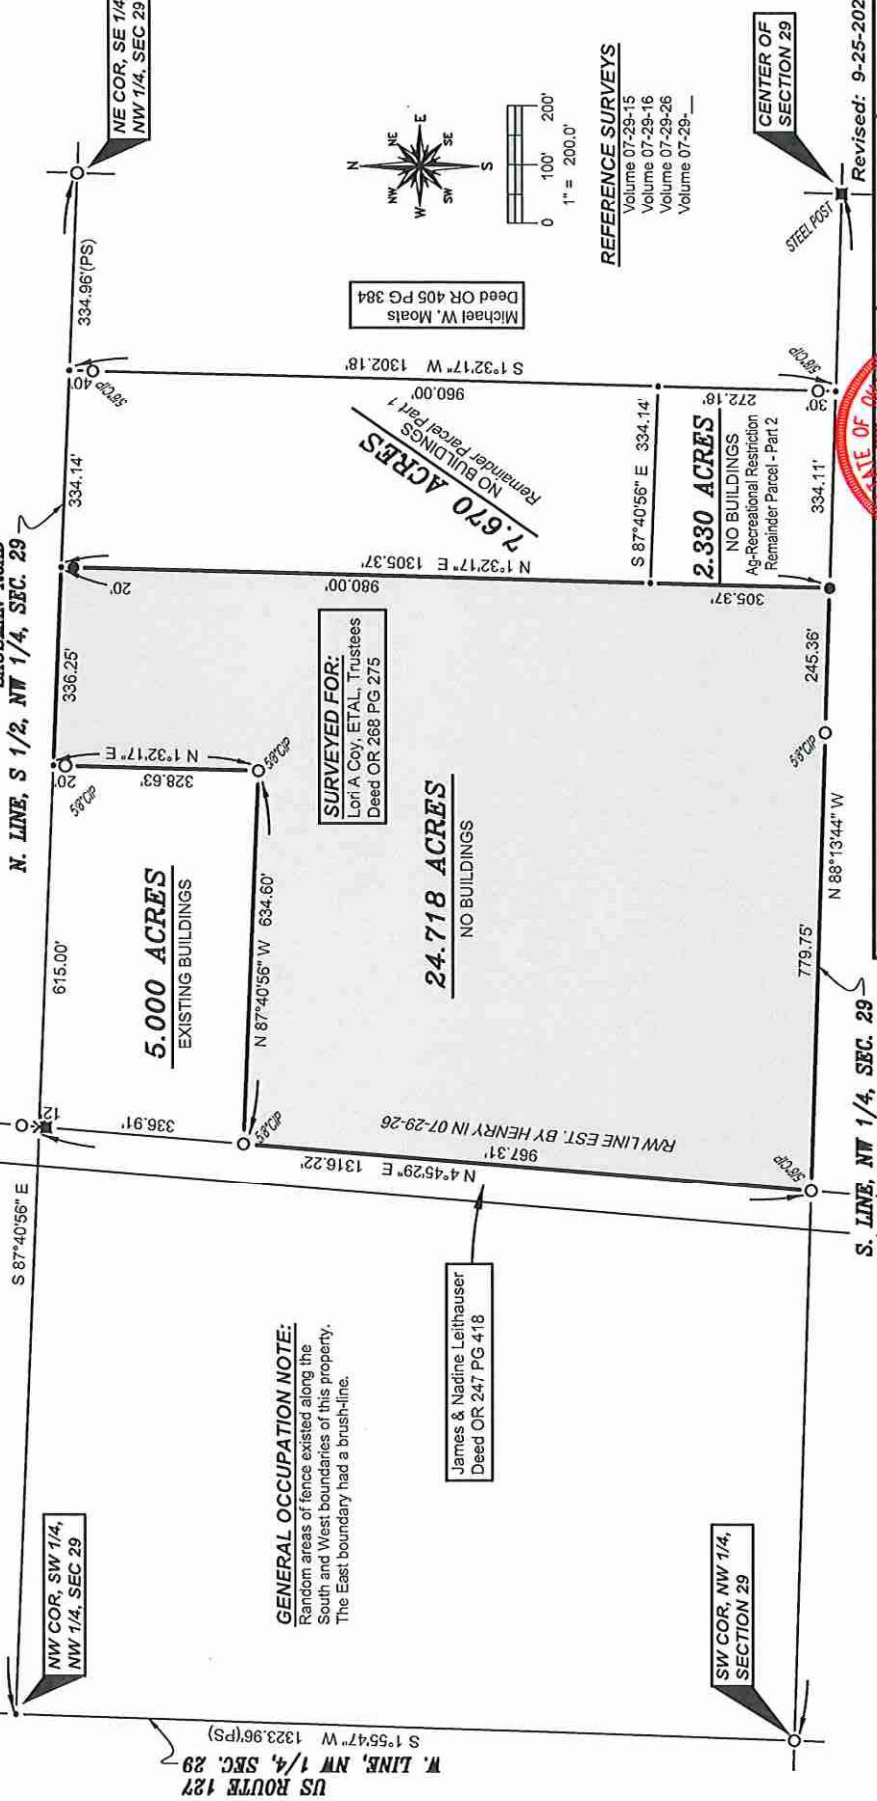 US ROUTE 127
W. LINE, NW 1/4, SEC. 29
S 1°55'47" W 1323.96'(PS)
NW COR, SW 1/4,
NW 1/4, SEC 29
SW COR, NW 1/4,
SECTION 29
GENERAL OCCUPATION NOTE:
Random areas of fence existed along the
South and West boundaries of this property.
The East boundary had a brush-line.
James & Nadine Leithauser
Deed OR 247 PG 418
S 87°40'56" E
N 4°45'29" E 1316.22'
967.31'
R/W LINE EST. BY HENRY IN 07-29-26
336.91'
12'
5/8"CIP
5/8"CIP
615.00'
5.000 ACRES
EXISTING BUILDINGS
N 87°40'56" W 634.60'
20'
5/8"CIP
328.63'
N 1°32'17" E
5/8"CIP
24.718 ACRES
NO BUILDINGS
SURVEYED FOR:
Lori A Coy, ETAL, Trustees
Deed OR 268 PG 275
N. LINE, S 1/2, NW 1/4, SEC. 29
336.25'
20'
334.14'
40'
5/8"CIP
334.96'(PS)
NE COR, SE 1/4
NW 1/4, SEC 29
980.00'
N 1°32'17" E 1305.37'
305.37'
7.670 ACRES
NO BUILDINGS
Remainder Parcel Part 1
960.00'
S 1°32'17" W 1302.18'
S 87°40'56" E 334.14'
272.18'
2.330 ACRES
NO BUILDINGS
Ag-Recreational Restriction
Remainder Parcel - Part 2
30'
5/8"CIP
334.11'
245.36'
5/8"CIP
N 88°13'44" W
779.75'
S. LINE, NW 1/4, SEC. 29
Michael W. Moats
Deed OR 405 PG 384
N
NE
E
SE
S
SW
W
NW
0 100' 200'
1" = 200.0'
REFERENCE SURVEYS
Volume 07-29-15
Volume 07-29-16
Volume 07-29-26
Volume 07-29-__
STEEL POST
CENTER OF
SECTION 29
Revised: 9-25-202
ATE OF